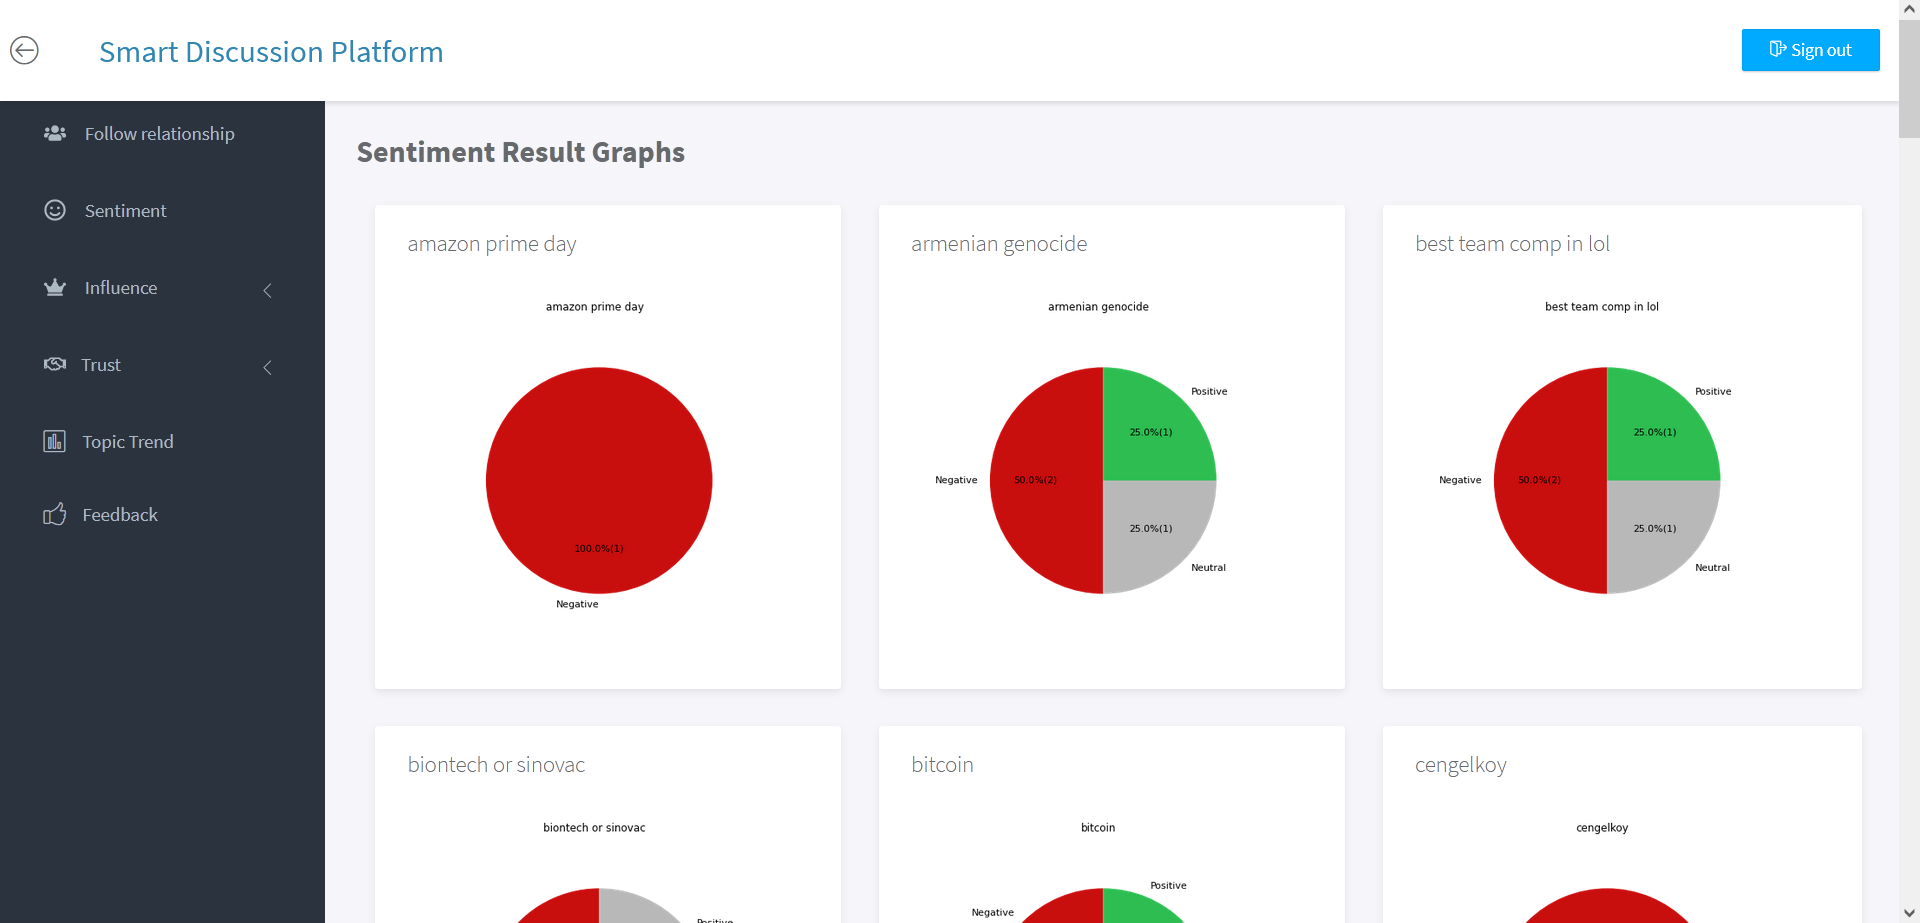 Smart Discussion Platform
Sign out
Follow relationship
Sentiment
Influence
Trust
Topic Trend
Feedback
Sentiment Result Graphs
amazon prime day
amazon prime day
100.0%(1)
Negative
armenian genocide
armenian genocide
Positive
25.0%(1)
Negative
50.0%(2)
25.0%(1)
Neutral
best team comp in lol
best team comp in lol
Positive
25.0%(1)
Negative
50.0%(2)
25.0%(1)
Neutral
biontech or sinovac
biontech or sinovac
Positive
bitcoin
bitcoin
Positive
Negative
cengelkoy
cengelkoy